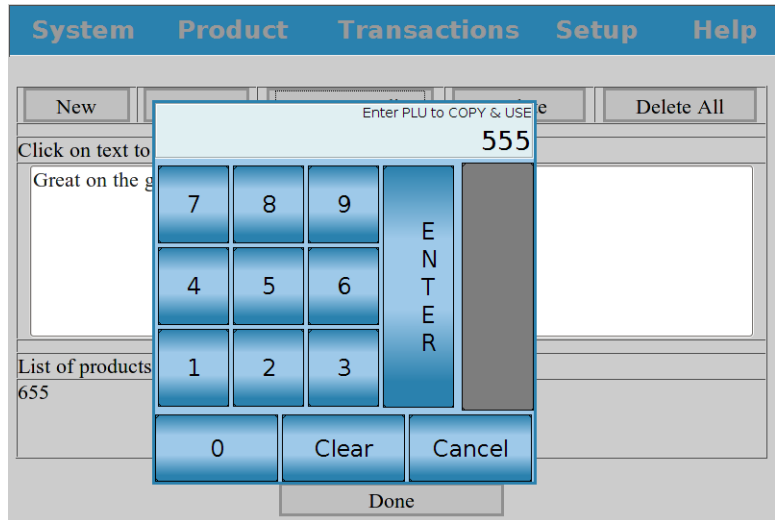 System Product Transactions Setup Help
New Delete All
Enter PLU to COPY & USE
555
Click on text to
Great on the
7 8 9
4 5 6
1 2 3
ENTER
List of products
655
0 Clear Cancel
Done